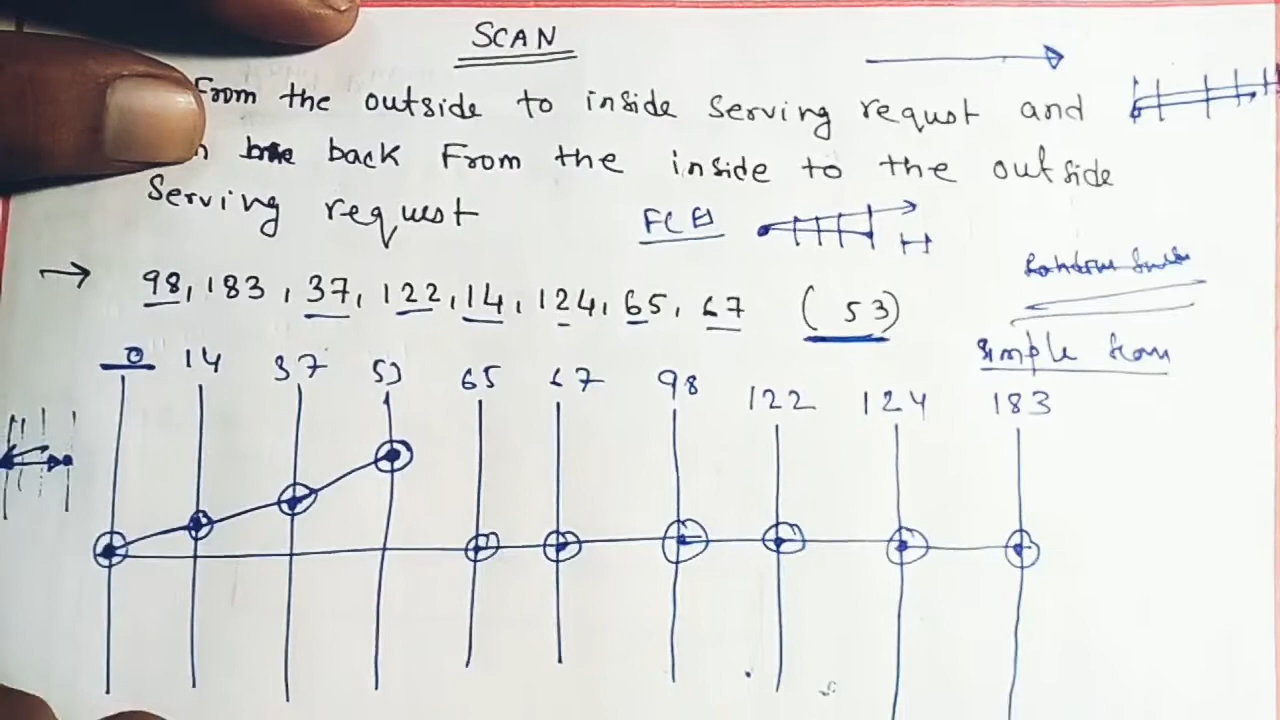 SCAN
From the outside to inside Serving requst and
back From the inside to the outside
Serving request
FCFS
→ 98, 183, 37, 122, 14, 124, 65, 67 (53)
Simple Scan
0 14 37 53 65 67 98 122 124 183